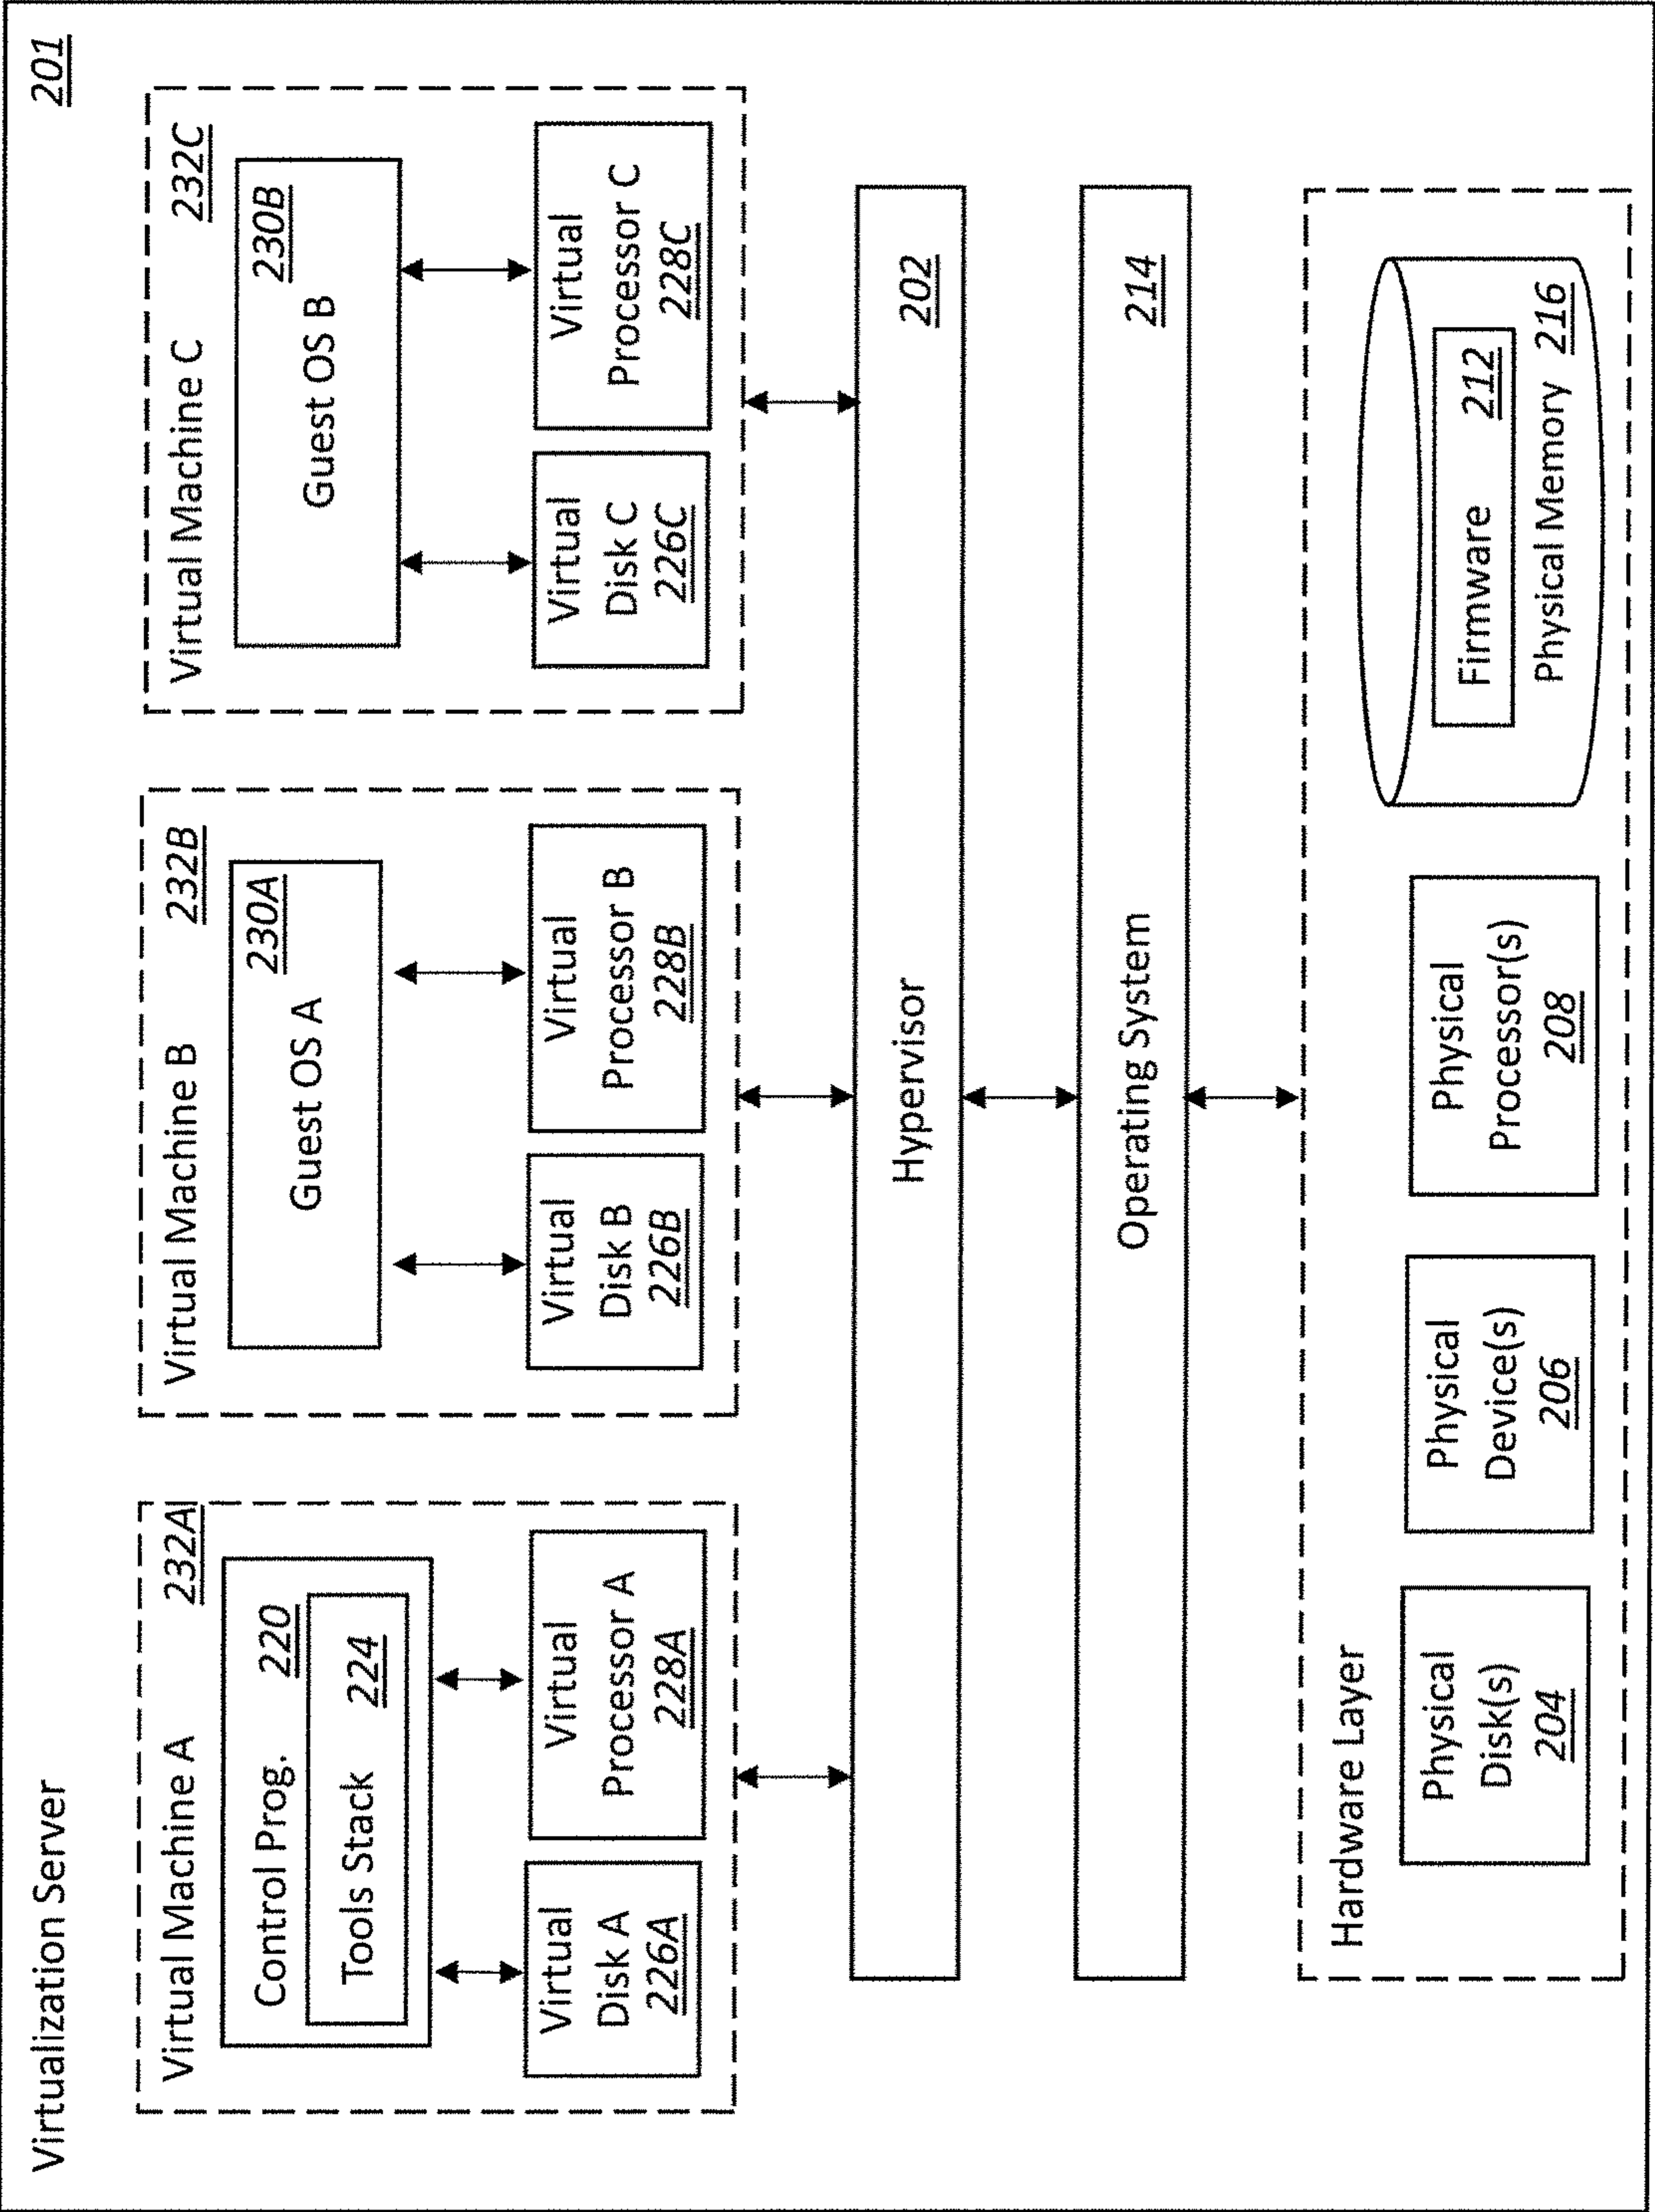 Virtualization Server
201
Virtual Machine A
232A
Control Prog.
220
Tools Stack
224
Virtual
Disk A
226A
Virtual
Processor A
228A
Virtual Machine B
232B
230A
Guest OS A
Virtual
Disk B
226B
Virtual
Processor B
228B
Virtual Machine C
232C
230B
Guest OS B
Virtual
Disk C
226C
Virtual
Processor C
228C
Hypervisor
202
Operating System
214
Hardware Layer
Physical
Disk(s)
204
Physical
Device(s)
206
Physical
Processor(s)
208
Firmware
212
Physical Memory
216